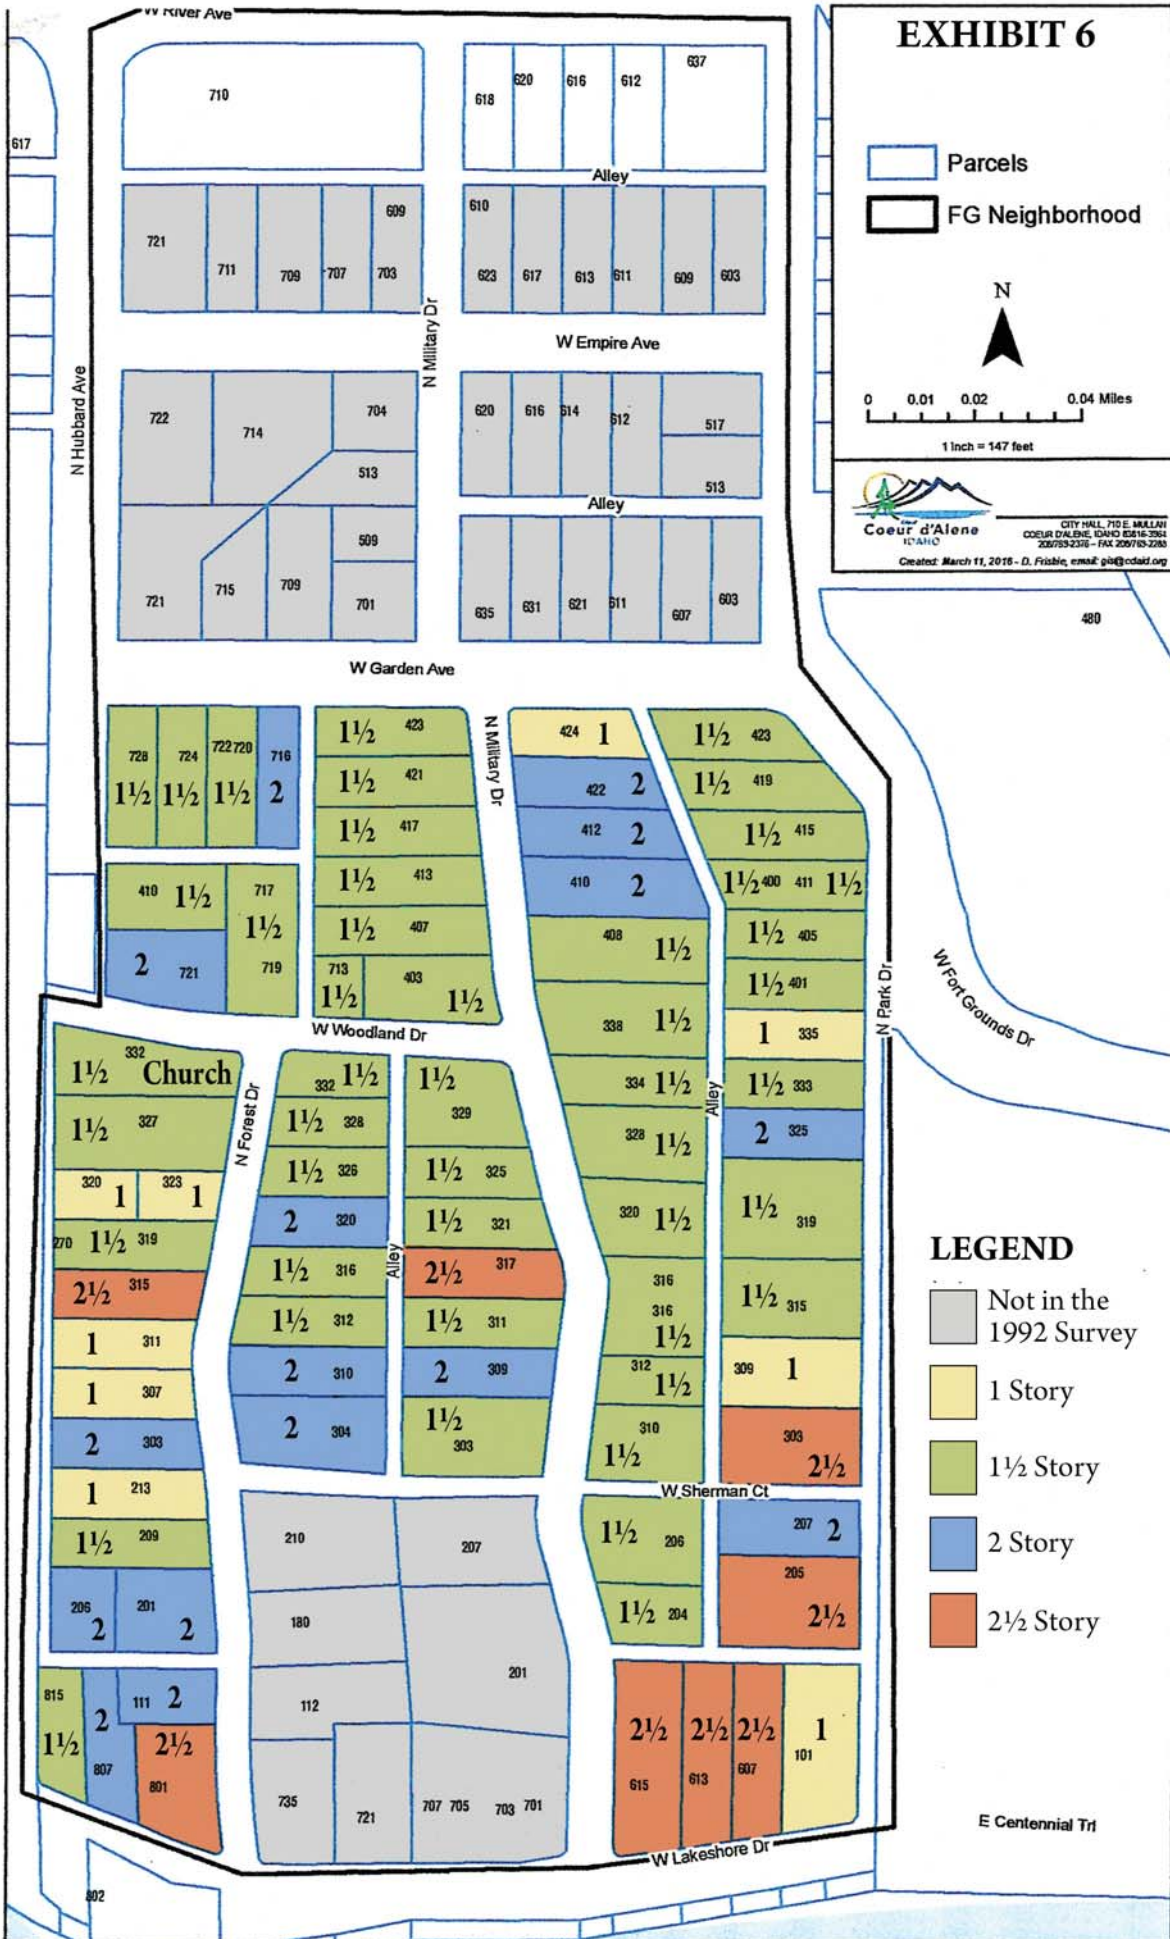 W River Ave
EXHIBIT 6
Parcels
FG Neighborhood
N
0 0.01 0.02 0.04 Miles
1 Inch = 147 feet
Coeur d'Alene
IDAHO
CITY HALL, 710 E. MULLAN
COEUR D'ALENE, IDAHO
Created: March 11, 2016 - D. Frisbie, email: gis@cdaid.org
617
710
618 620 616 612 637
Alley
721 711 709 707 609 703
610 623 617 613 611 609 603
N Hubbard Ave
N Military Dr
W Empire Ave
722 714 704
513
620 616 614 612 517
513
Alley
721 715 709 509
701
635 631 621 611 607 603
480
W Garden Ave
728 724 722 720 716
1½ 1½ 1½ 2
1½ 423
1½ 421
1½ 417
1½ 413
1½ 407
713 403
1½ 1½
410 1½ 717
1½
2 721 719
N Military Dr
424 1
422 2
412 2
410 2
408 1½
338 1½
334 1½
328 1½
320 1½
316
316
1½
312 1½
310
1½
1½ 423
1½ 419
1½ 415
1½ 400 411 1½
1½ 405
1½ 401
1 335
1½ 333
2 325
1½ 319
1½ 315
309 1
303
2½
Alley
N Park Dr
W Fort Grounds Dr
W Woodland Dr
332
1½ Church
1½ 327
320 1 323 1
270 1½ 319
2½ 315
1 311
1 307
2 303
1 213
1½ 209
206 2 201 2
N Forest Dr
332 1½
1½ 328
1½ 326
2 320
1½ 316
1½ 312
2 310
2 304
Alley
1½
329
1½ 325
1½ 321
2½ 317
1½ 311
2 309
1½
303
W Sherman Ct
210 207
180
201
112
735 721 707 705 703 701
1½ 206
1½ 204
207 2
205
2½
815
1½
2
807
111 2
2½
801
2½ 2½ 2½ 1
615 613 607 101
W Lakeshore Dr
E Centennial Trl
802
LEGEND
Not in the
1992 Survey
1 Story
1½ Story
2 Story
2½ Story